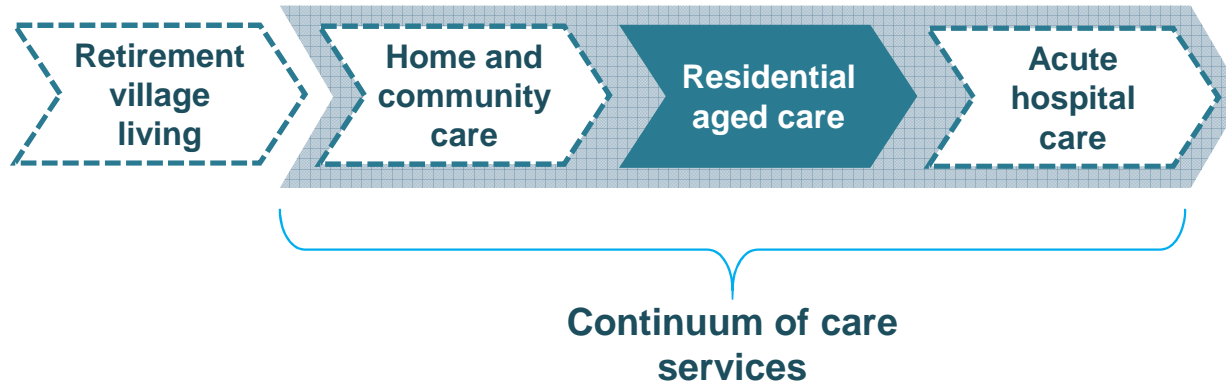 Retirement
village
living
Home and
community
care
Residential
aged care
Acute
hospital
care
Continuum of care
services